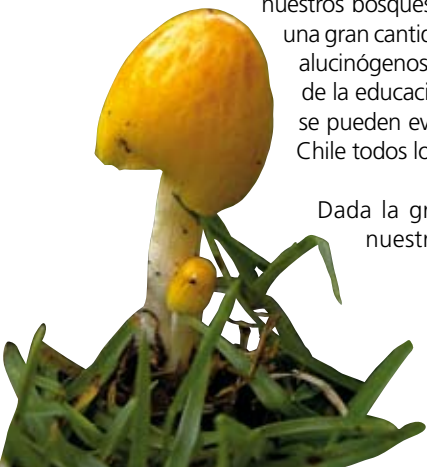 nuestros bosques
una gran cantid
alucinógenos
de la educaci
se pueden ev
Chile todos lo
Dada la gr
nuestr